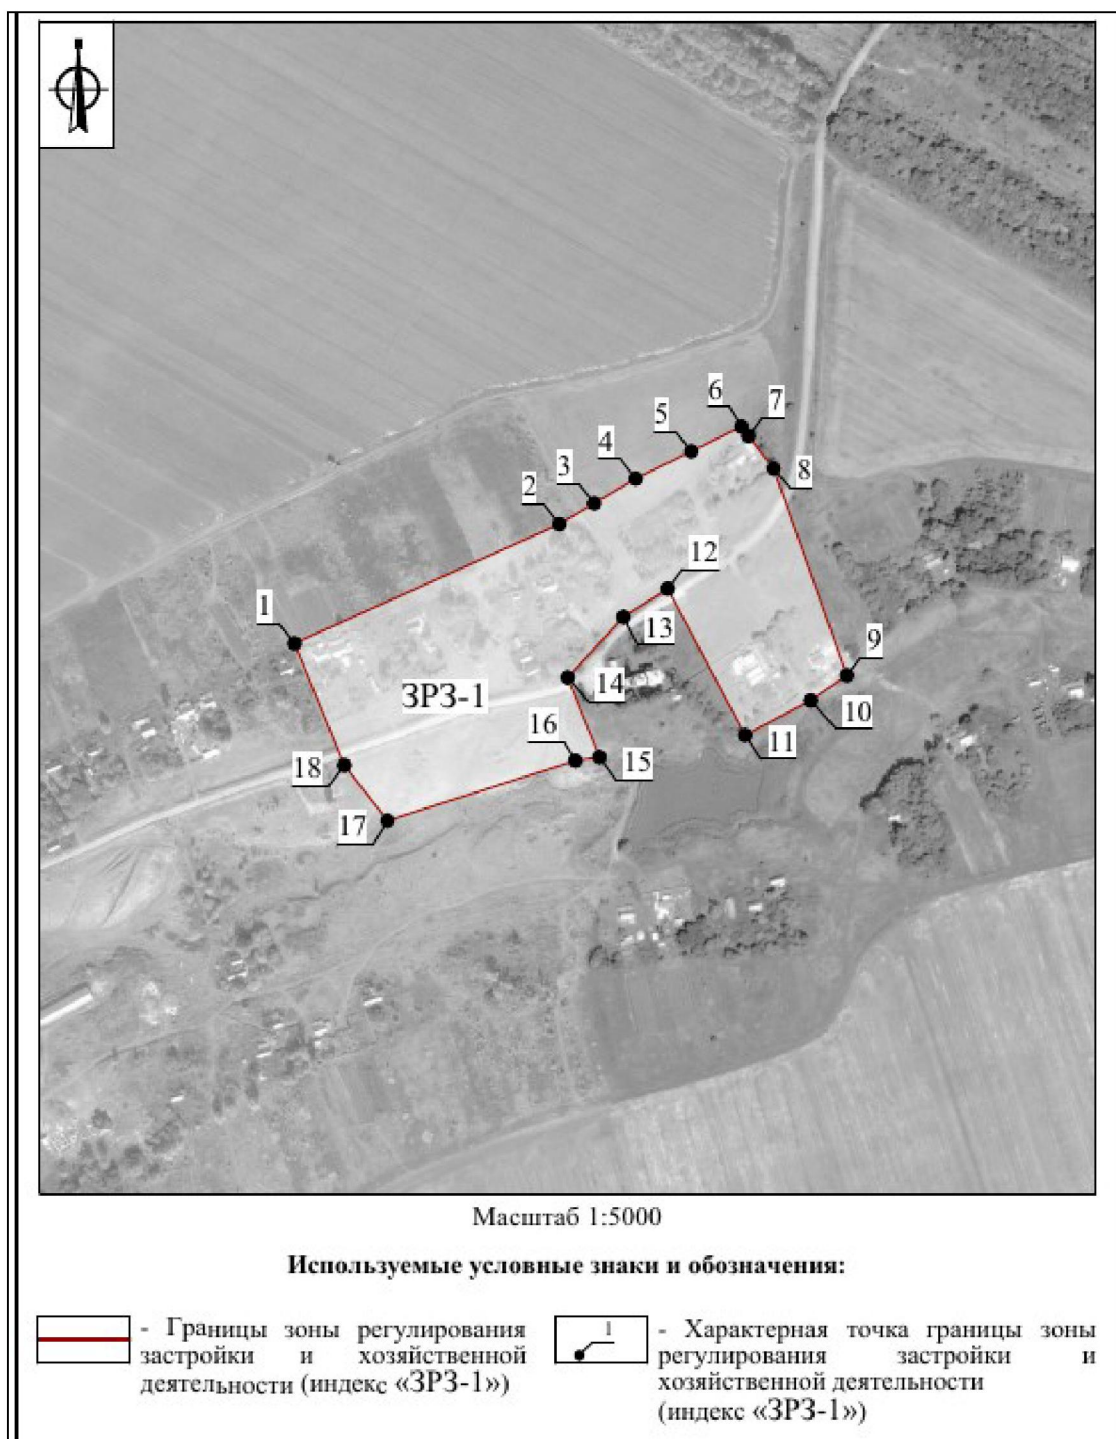 6
7
5
4
8
3
2
12
1
13
9
ЗРЗ-1
14
10
16
11
15
18
17
Масштаб 1:5000
Используемые условные знаки и обозначения:
- Границы зоны регулирования
застройки и хозяйственной
деятельности (индекс «ЗРЗ-1»)
1
- Характерная точка границы зоны
регулирования застройки и
хозяйственной деятельности
(индекс «ЗРЗ-1»)